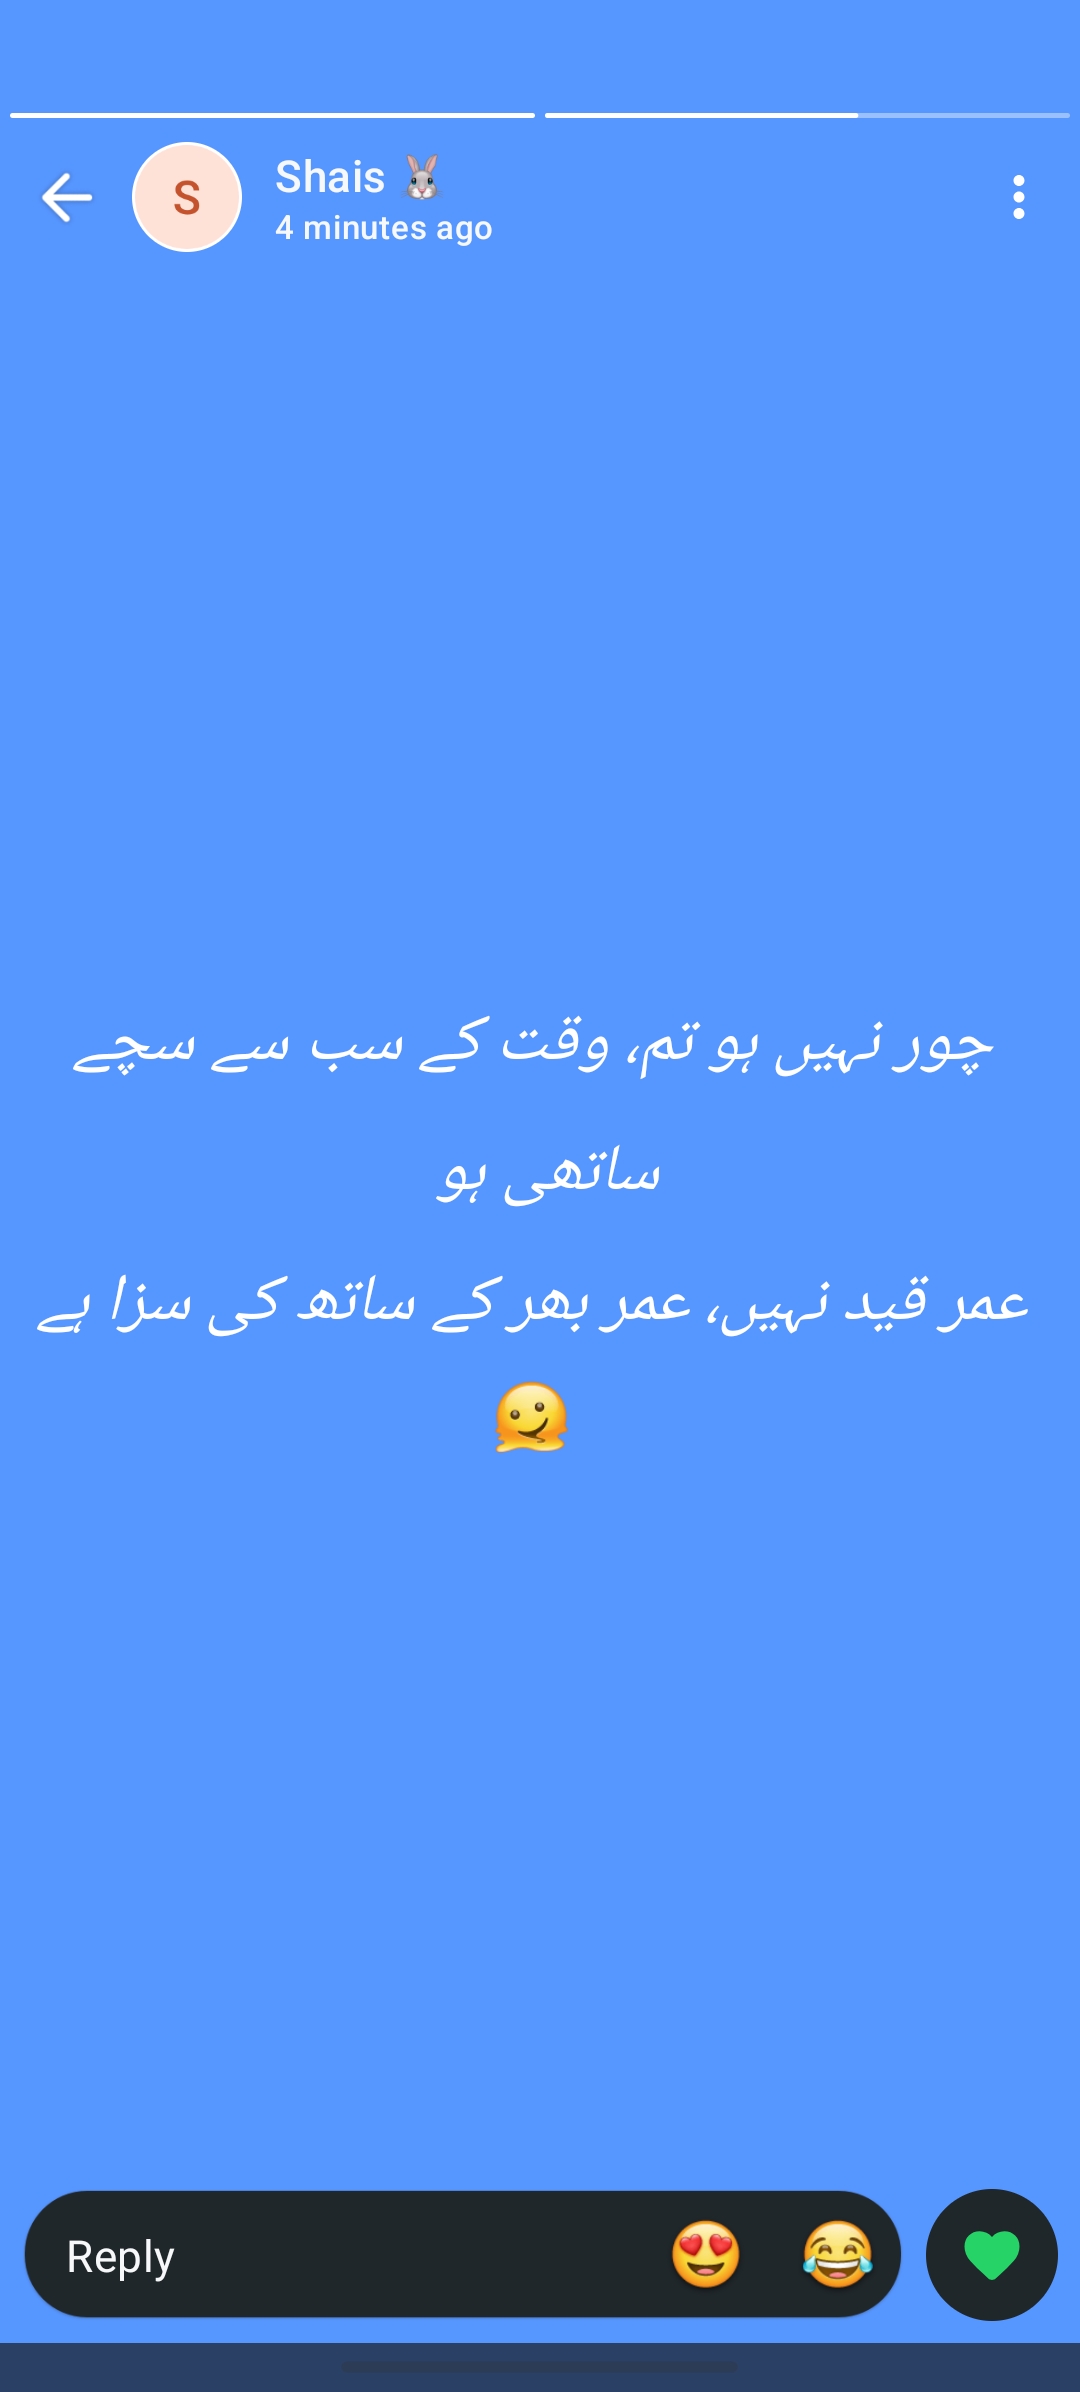 Shais 🐰
4 minutes ago
چور نہیں ہو تم، وقت کے سب سے سچے
ساتھی ہو
عمر قید نہیں، عمر بھر کے ساتھ کی سزا ہے
🫠
Reply 😍 😂